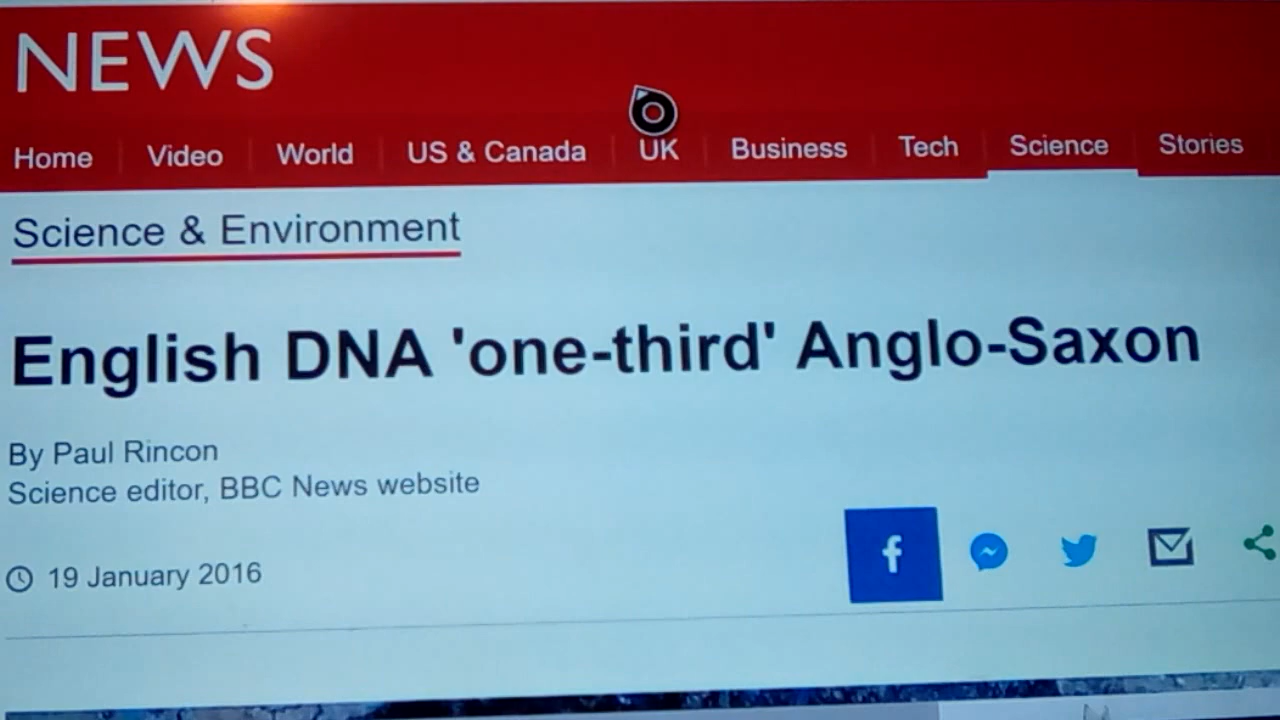 NEWS
Home Video World US & Canada UK Business Tech Science Stories
Science & Environment
English DNA 'one-third' Anglo-Saxon
By Paul Rincon
Science editor, BBC News website
f
19 January 2016